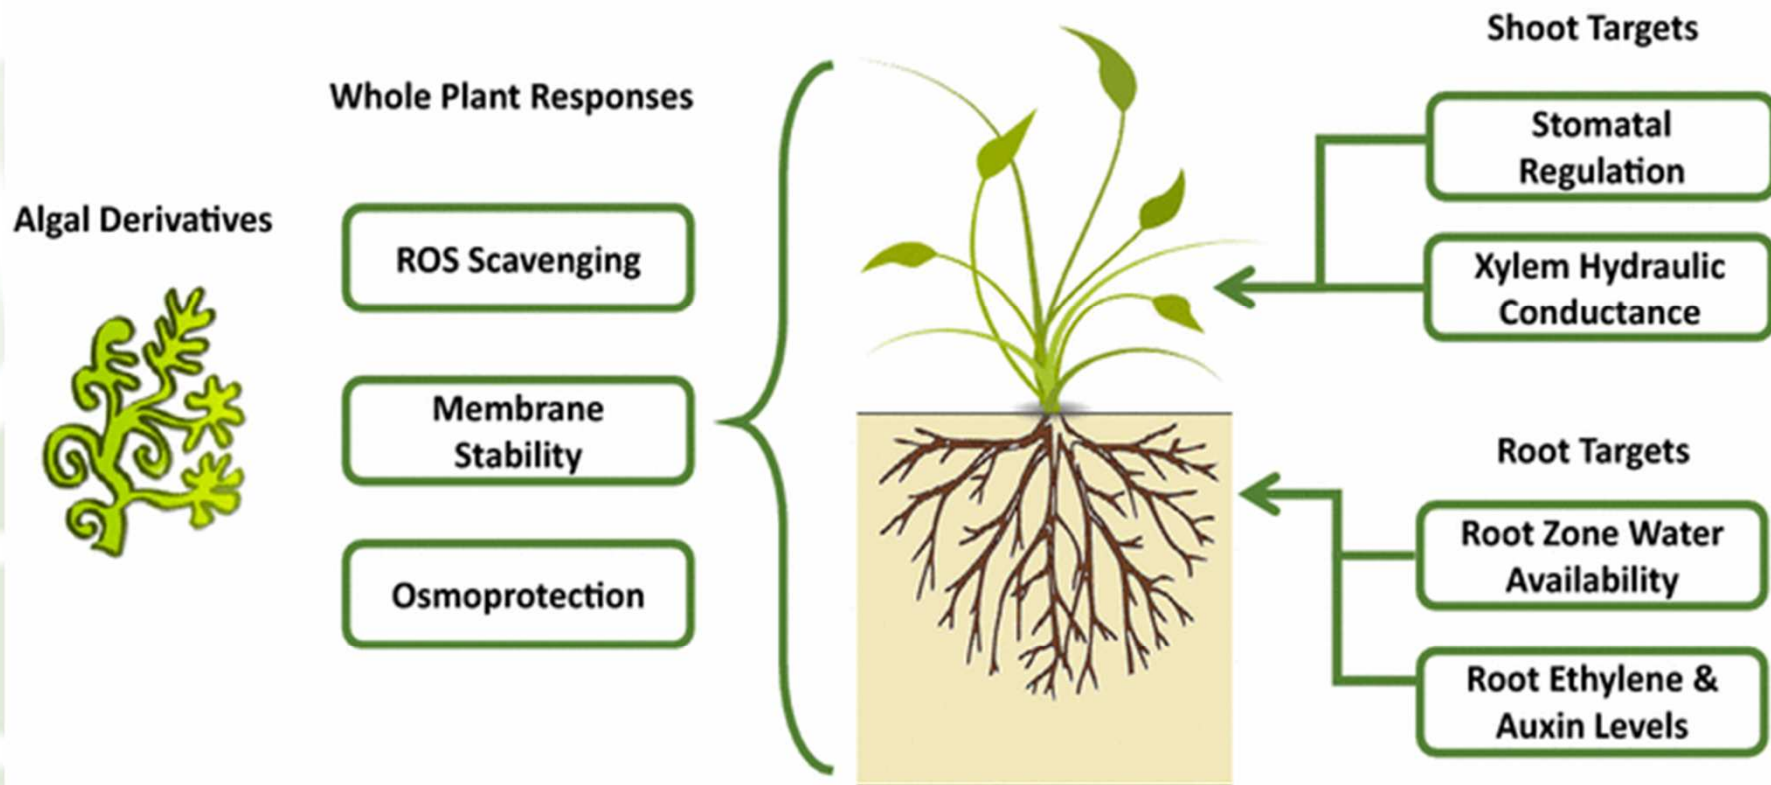 Algal Derivatives
Whole Plant Responses
ROS Scavenging
Membrane
Stability
Osmoprotection
Shoot Targets
Stomatal
Regulation
Xylem Hydraulic
Conductance
Root Targets
Root Zone Water
Availability
Root Ethylene &
Auxin Levels